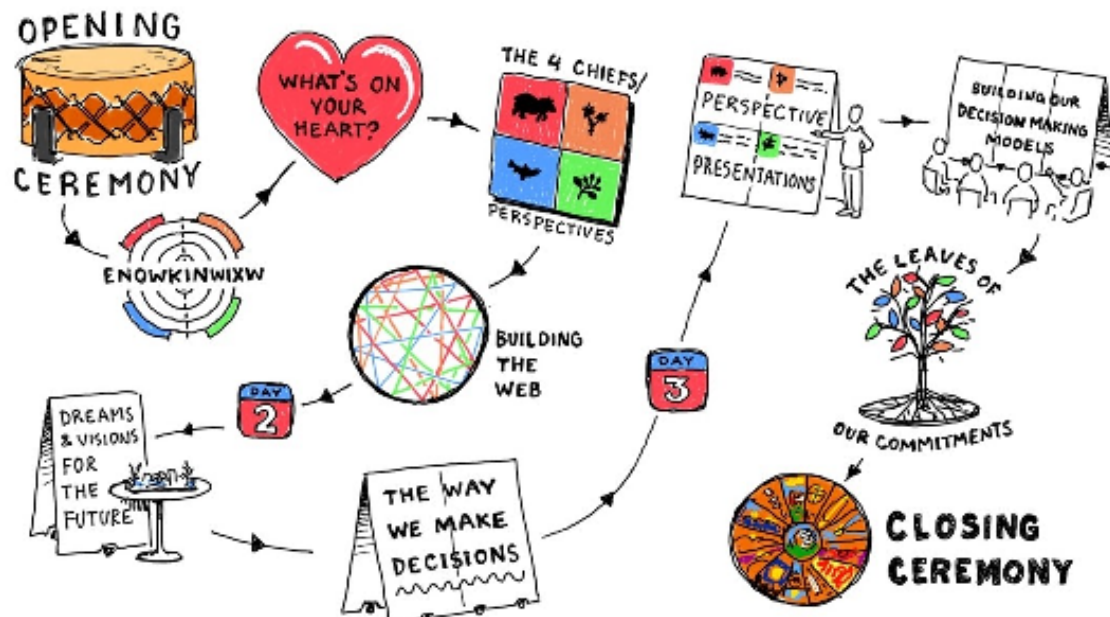 OPENING
CEREMONY
ENOWKINWIXW
WHAT'S ON
YOUR
HEART?
THE 4 CHIEFS/
PERSPECTIVES
BUILDING
THE
WEB
DAY
2
DREAMS
& VISIONS
FOR
THE
FUTURE
THE WAY
WE MAKE
DECISIONS
DAY
3
PERSPECTIVE
PRESENTATIONS
BUILDING OUR
DECISION MAKING
MODELS
THE LEAVES OF
OUR COMMITMENTS
CLOSING
CEREMONY